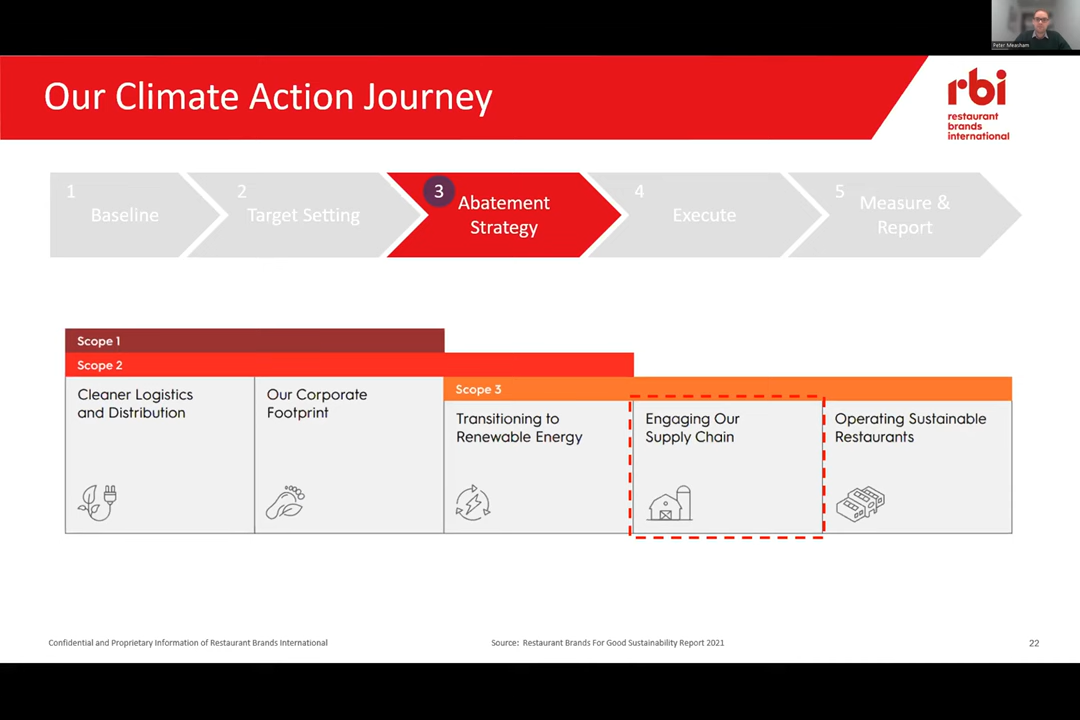 Peter Measham
Our Climate Action Journey
rbi
restaurant
brands
international
1
Baseline
2
Target Setting
3
Abatement
Strategy
4
Execute
5
Measure &
Report
Scope 1
Scope 2
Scope 3
Cleaner Logistics
and Distribution
Our Corporate
Footprint
Transitioning to
Renewable Energy
Engaging Our
Supply Chain
Operating Sustainable
Restaurants
Confidential and Proprietary Information of Restaurant Brands International
Source: Restaurant Brands For Good Sustainability Report 2021
22